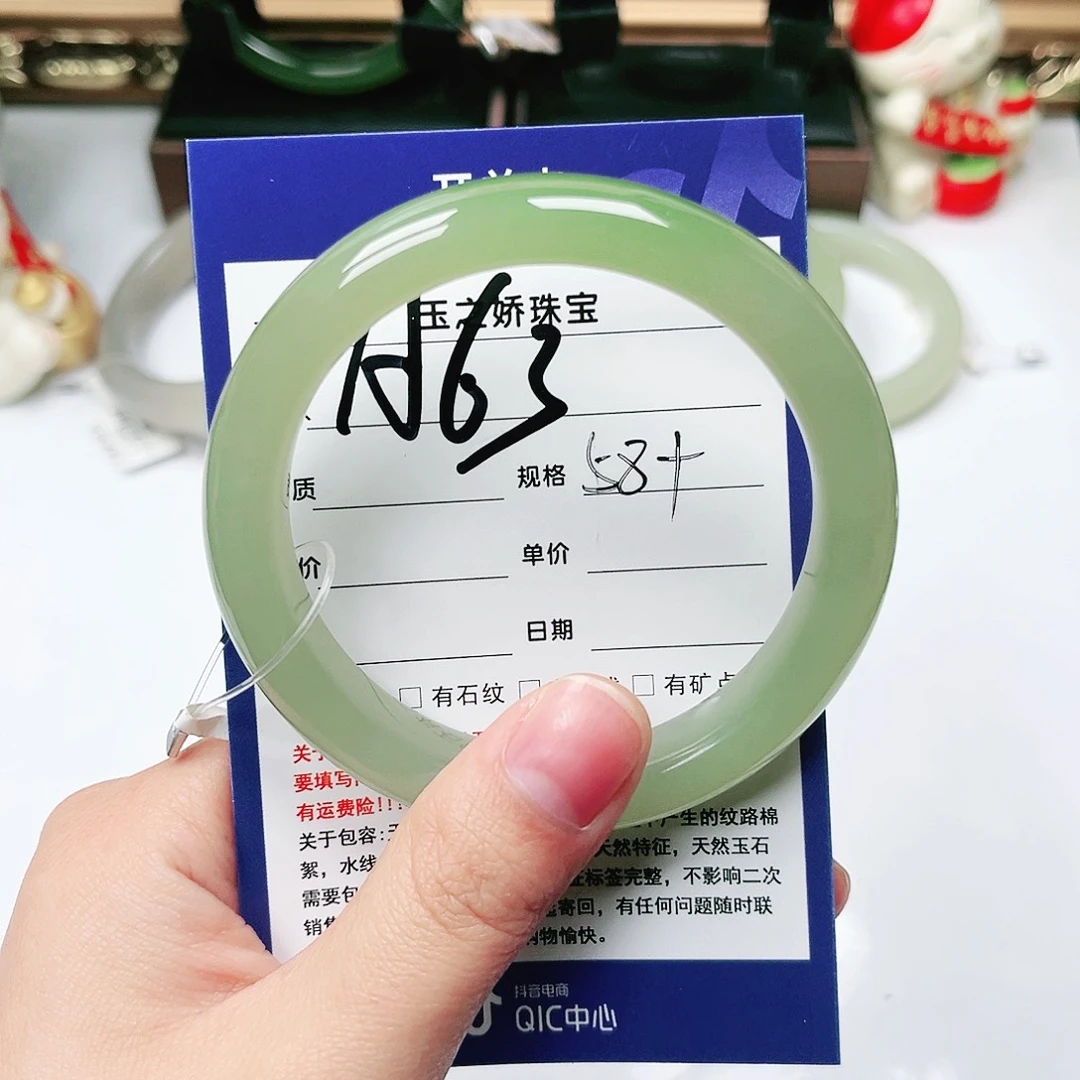 玉之娇珠宝
A63
质 规格 58+
价 单价
日期
□ 有石纹 □ □ 有矿点
关于
要填写
有运费险!!!
产生的纹路棉
关于包容: 天然特征，天然玉石
絮，水线 标签完整，不影响二次
需要包 寄回，有任何问题随时联
销售 购物愉快。
抖音电商
QIC中心